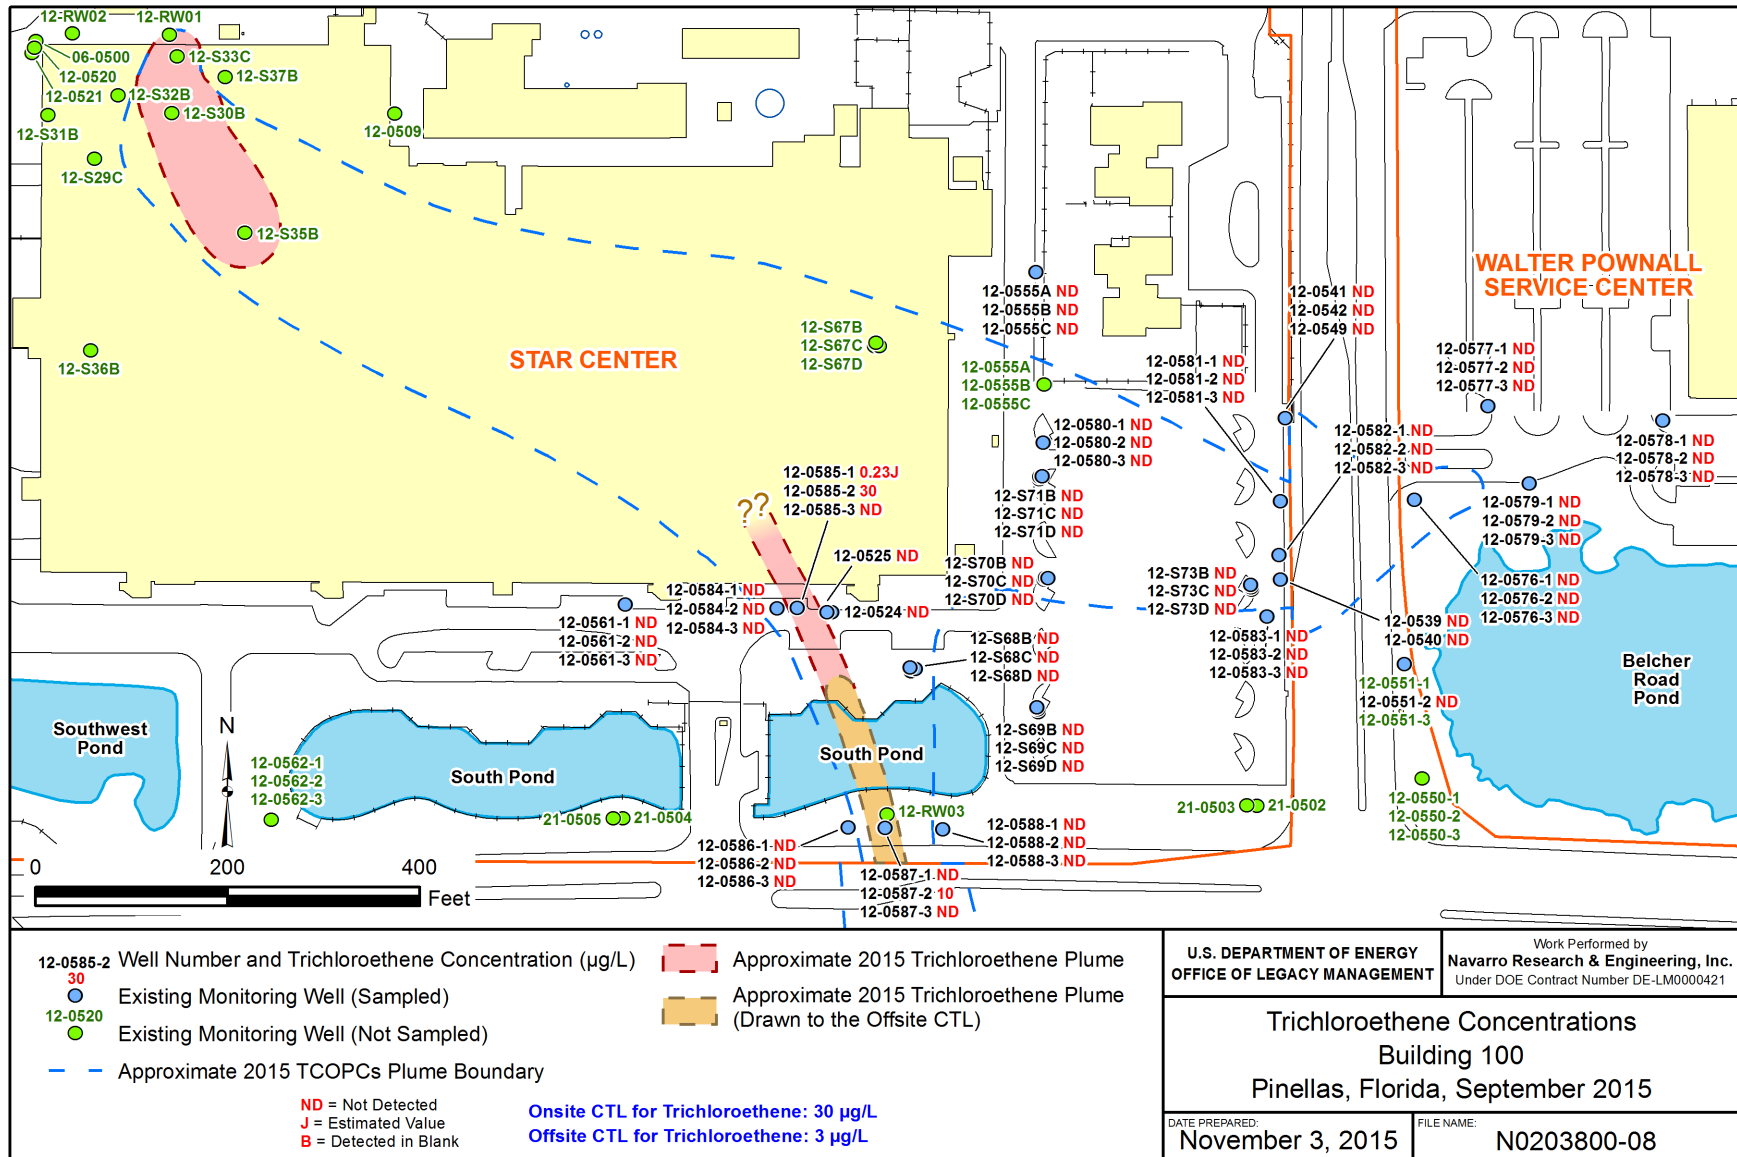 12-RW02
12-RW01
06-0500
12-0520
12-0521
12-S33C
12-S37B
12-S32B
12-S30B
12-S31B
12-0509
12-S29C
12-S35B
12-S36B
STAR CENTER
12-S67B
12-S67C
12-S67D
12-0555A ND
12-0555B ND
12-0555C ND
12-0555A
12-0555B
12-0555C
12-0541 ND
12-0542 ND
12-0549 ND
WALTER POWNALL
SERVICE CENTER
12-0581-1 ND
12-0581-2 ND
12-0581-3 ND
12-0577-1 ND
12-0577-2 ND
12-0577-3 ND
12-0580-1 ND
12-0580-2 ND
12-0580-3 ND
12-0582-1 ND
12-0582-2 ND
12-0582-3 ND
12-0578-1 ND
12-0578-2 ND
12-0578-3 ND
12-0585-1 0.23J
12-0585-2 30
12-0585-3 ND
??
12-S71B ND
12-S71C ND
12-S71D ND
12-0579-1 ND
12-0579-2 ND
12-0579-3 ND
12-0525 ND
12-0524 ND
12-S70B ND
12-S70C ND
12-S70D ND
12-S73B ND
12-S73C ND
12-S73D ND
12-0576-1 ND
12-0576-2 ND
12-0576-3 ND
12-0584-1 ND
12-0584-2 ND
12-0584-3 ND
12-0561-1 ND
12-0561-2 ND
12-0561-3 ND
12-0539 ND
12-0540 ND
12-0583-1 ND
12-0583-2 ND
12-0583-3 ND
12-S68B ND
12-S68C ND
12-S68D ND
12-0551-1
12-0551-2 ND
12-0551-3
Belcher
Road
Pond
Southwest
Pond
N
12-0562-1
12-0562-2
12-0562-3
South Pond
South Pond
12-S69B ND
12-S69C ND
12-S69D ND
21-0505
21-0504
12-RW03
21-0503
21-0502
12-0550-1
12-0550-2
12-0550-3
12-0586-1 ND
12-0586-2 ND
12-0586-3 ND
12-0588-1 ND
12-0588-2 ND
12-0588-3 ND
12-0587-1 ND
12-0587-2 10
12-0587-3 ND
0 200 400
Feet
12-0585-2
30
Well Number and Trichloroethene Concentration (µg/L)
Existing Monitoring Well (Sampled)
12-0520
Existing Monitoring Well (Not Sampled)
Approximate 2015 TCOPCs Plume Boundary
Approximate 2015 Trichloroethene Plume
Approximate 2015 Trichloroethene Plume
(Drawn to the Offsite CTL)
ND = Not Detected
J = Estimated Value
B = Detected in Blank
Onsite CTL for Trichloroethene: 30 µg/L
Offsite CTL for Trichloroethene: 3 µg/L
U.S. DEPARTMENT OF ENERGY
OFFICE OF LEGACY MANAGEMENT
Work Performed by
Navarro Research & Engineering, Inc.
Under DOE Contract Number DE-LM0000421
Trichloroethene Concentrations
Building 100
Pinellas, Florida, September 2015
DATE PREPARED:
November 3, 2015
FILE NAME:
N0203800-08